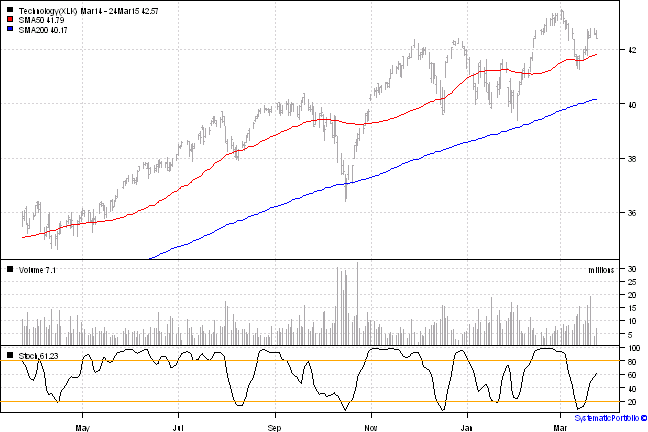 Technology(XLK) Mar14 - 24Mar15 42.57
SMA50 41.79
SMA200 40.17
42
40
38
36
Volume 7.1
millions
30
25
20
15
10
5
Stock 61.23
100
80
60
40
20
May
Jul
Sep
Nov
Jan
Mar
SystematicPortfolio ©